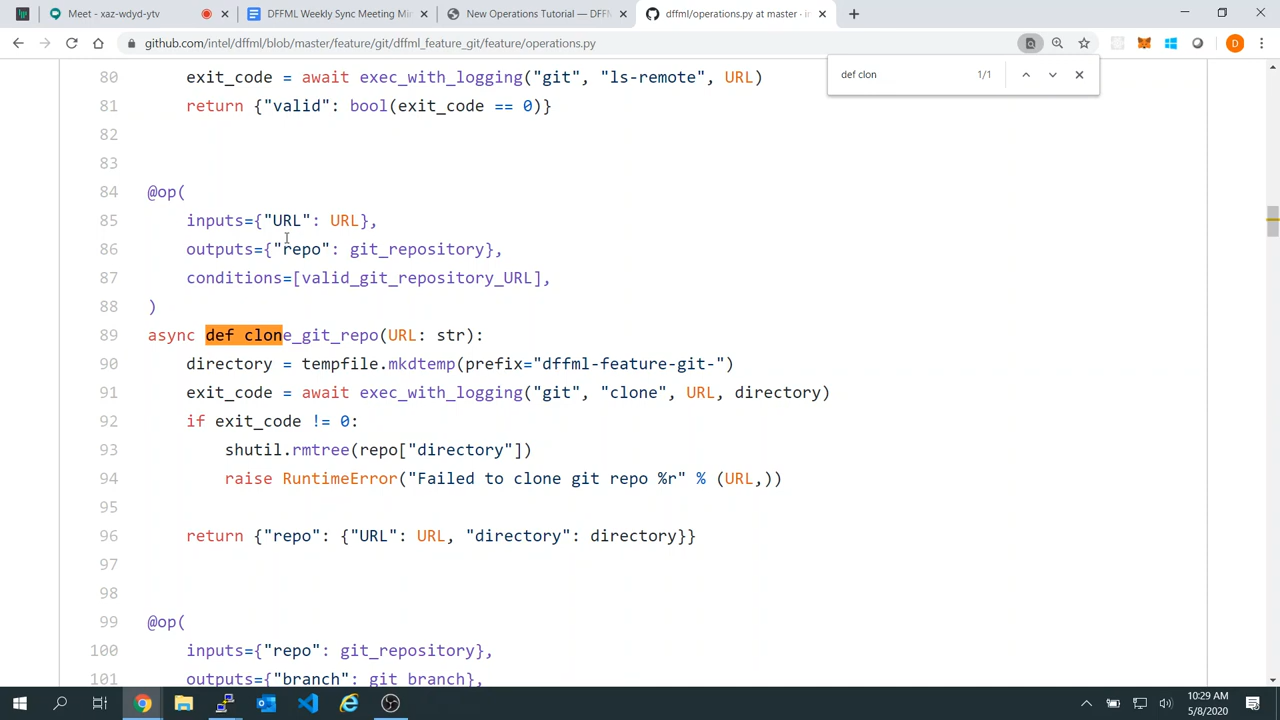 Meet - xaz-wdyd-ytv
DFFML Weekly Sync Meeting Min
New Operations Tutorial — DFFM
dffml/operations.py at master · in
github.com/intel/dffml/blob/master/feature/git/dffml_feature_git/feature/operations.py
D
def clon 1/1
80 exit_code = await exec_with_logging("git", "ls-remote", URL)
81 return {"valid": bool(exit_code == 0)}
82
83
84 @op(
85 inputs={"URL": URL},
86 outputs={"repo": git_repository},
87 conditions=[valid_git_repository_URL],
88 )
89 async def clone_git_repo(URL: str):
90 directory = tempfile.mkdtemp(prefix="dffml-feature-git-")
91 exit_code = await exec_with_logging("git", "clone", URL, directory)
92 if exit_code != 0:
93 shutil.rmtree(repo["directory"])
94 raise RuntimeError("Failed to clone git repo %r" % (URL,))
95
96 return {"repo": {"URL": URL, "directory": directory}}
97
98
99 @op(
100 inputs={"repo": git_repository},
101 outputs={"branch": git_branch},
10:29 AM
5/8/2020